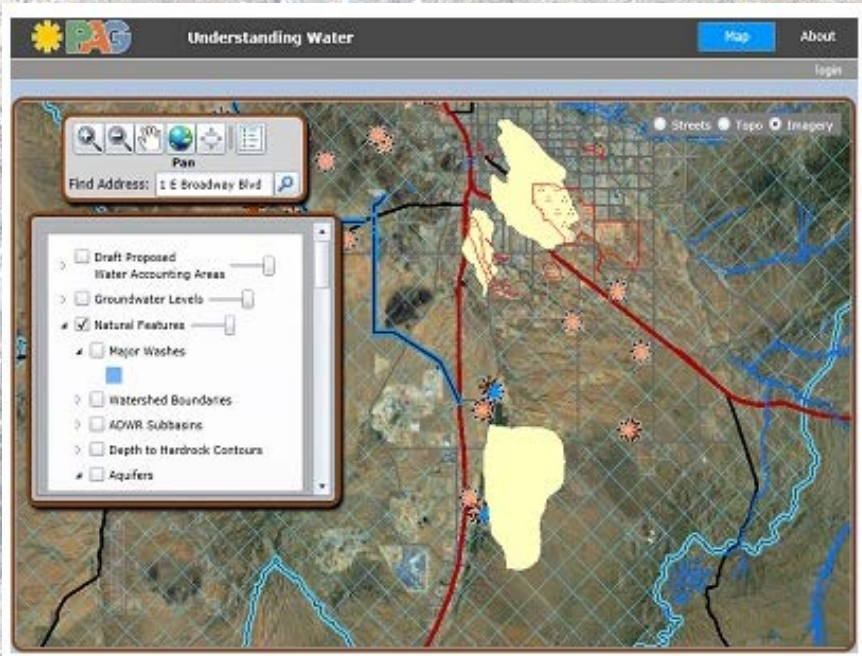 PAG
Understanding Water
Map
About
login
Streets
Topo
Imagery
Pan
Find Address: 1 E Broadway Blvd
Draft Proposed
Water Accounting Areas
Groundwater Levels
Natural Features
Major Washes
Watershed Boundaries
ADWR Subbasins
Depth to Hardrock Contours
Aquifers